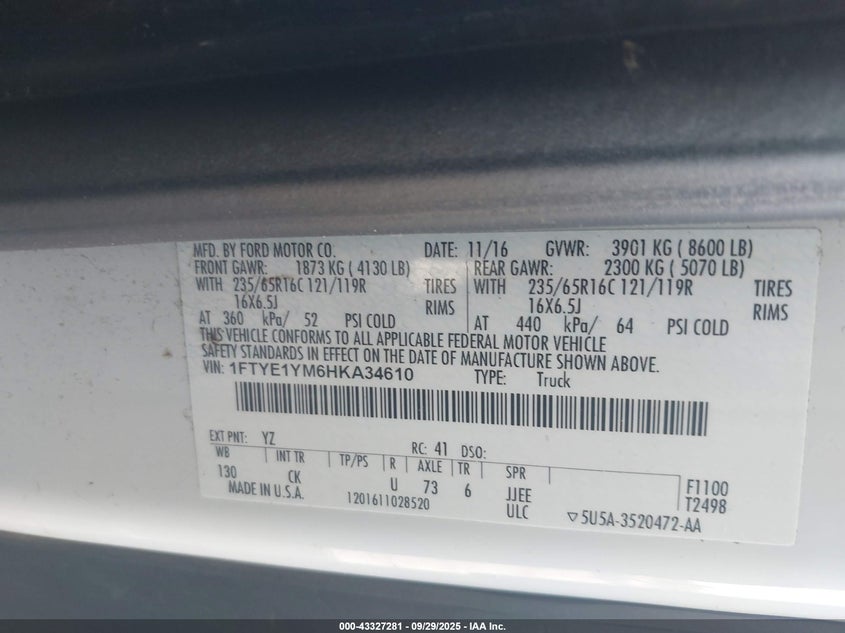 MFD. BY FORD MOTOR CO. DATE: 11/16 GVWR: 3901 KG ( 8600 LB)
FRONT GAWR: 1873 KG ( 4130 LB) REAR GAWR: 2300 KG ( 5070 LB)
WITH 235/65R16C 121/119R TIRES WITH 235/65R16C 121/119R TIRES
16X6.5J RIMS 16X6.5J RIMS
AT 360 kPa/ 52 PSI COLD AT 440 kPa/ 64 PSI COLD
THIS VEHICLE CONFORMS TO ALL APPLICABLE FEDERAL MOTOR VEHICLE
SAFETY STANDARDS IN EFFECT ON THE DATE OF MANUFACTURE SHOWN ABOVE.
VIN: 1FTYE1YM6HKA34610 TYPE: Truck
EXT PNT: YZ RC: 41 DSO:
WB INT TR TP/PS R AXLE TR SPR
130 CK U 73 6 JJEE F1100
MADE IN U.S.A. 1201611028520 ULC T2498
▽5U5A-3520472-AA
000-43327281 - 09/29/2025 - IAA Inc.